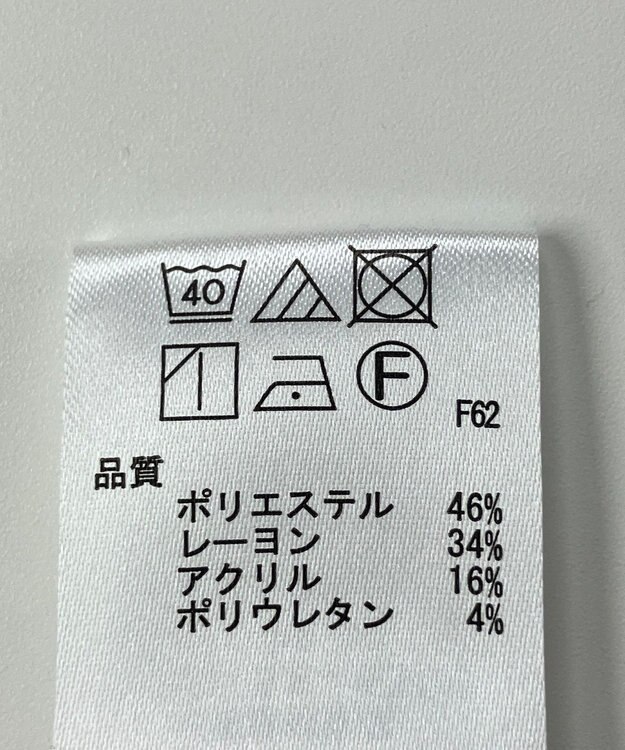 40
F
F62
品質
ポリエステル 46%
レーヨン 34%
アクリル 16%
ポリウレタン 4%